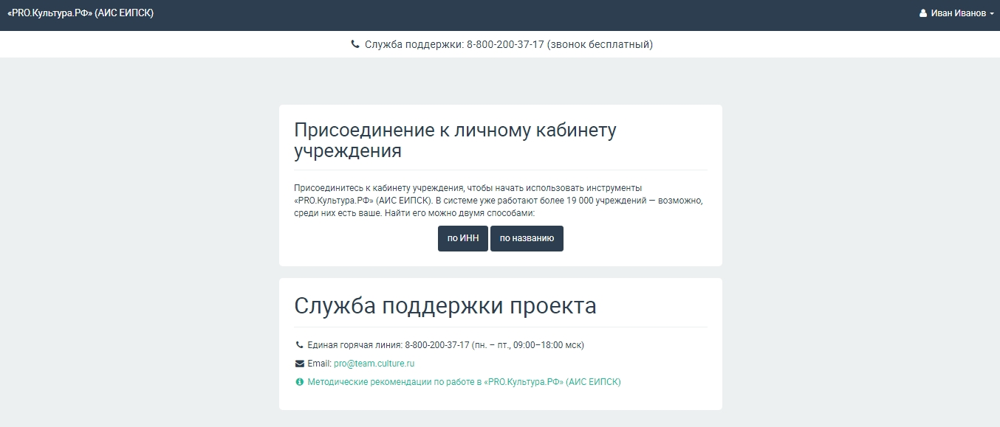 «PRO.Культура.РФ» (АИС ЕИПСК)
Иван Иванов
Служба поддержки: 8-800-200-37-17 (звонок бесплатный)
Присоединение к личному кабинету
учреждения
Присоединитесь к кабинету учреждения, чтобы начать использовать инструменты
«PRO.Культура.РФ» (АИС ЕИПСК). В системе уже работают более 19 000 учреждений — возможно,
среди них есть ваше. Найти его можно двумя способами:
по ИНН
по названию
Служба поддержки проекта
Единая горячая линия: 8-800-200-37-17 (пн. – пт., 09:00–18:00 мск)
Email: pro@team.culture.ru
Методические рекомендации по работе в «PRO.Культура.РФ» (АИС ЕИПСК)